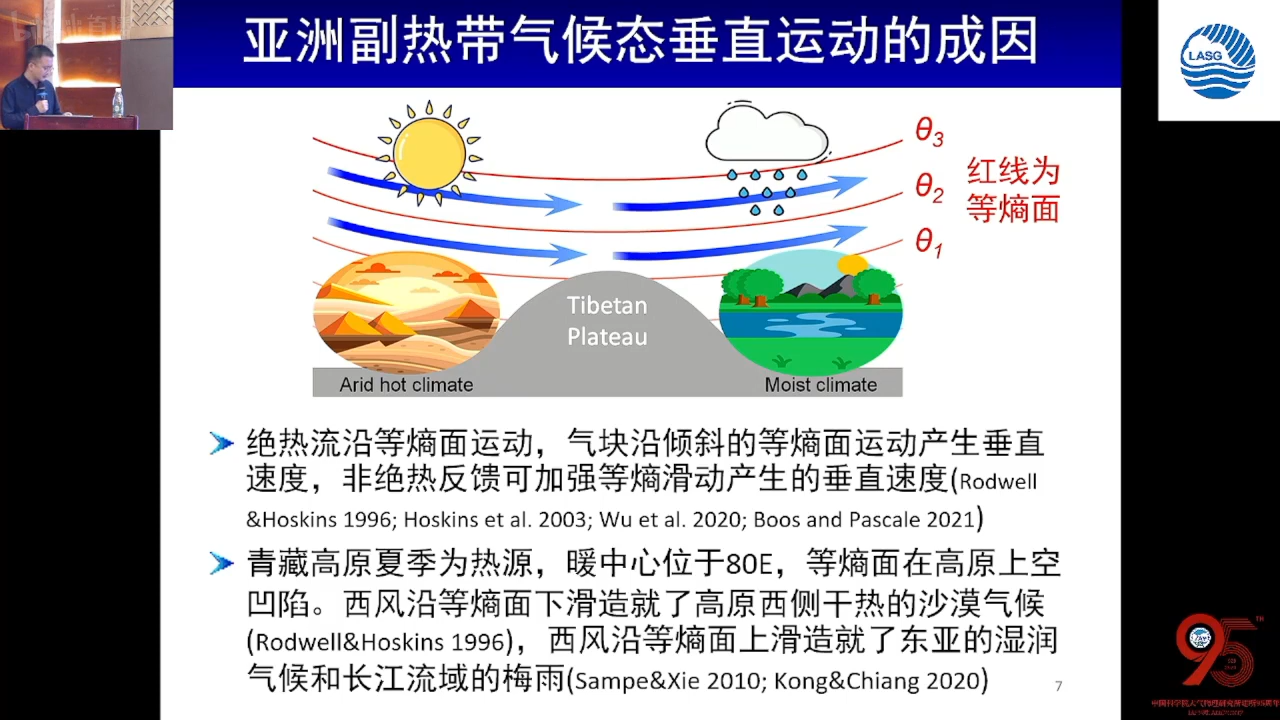 亚洲副热带气候态垂直运动的成因
LASG
θ3
θ2
θ1
红线为
等熵面
Tibetan
Plateau
Arid hot climate
Moist climate
绝热流沿等熵面运动，气块沿倾斜的等熵面运动产生垂直
速度，非绝热反馈可加强等熵滑动产生的垂直速度(Rodwell
&Hoskins 1996; Hoskins et al. 2003; Wu et al. 2020; Boos and Pascale 2021)
青藏高原夏季为热源，暖中心位于80E，等熵面在高原上空
凹陷。西风沿等熵面下滑造就了高原西侧干热的沙漠气候
(Rodwell&Hoskins 1996)，西风沿等熵面上滑造就了东亚的湿润
气候和长江流域的梅雨(Sampe&Xie 2010; Kong&Chiang 2020)
7
95
TH